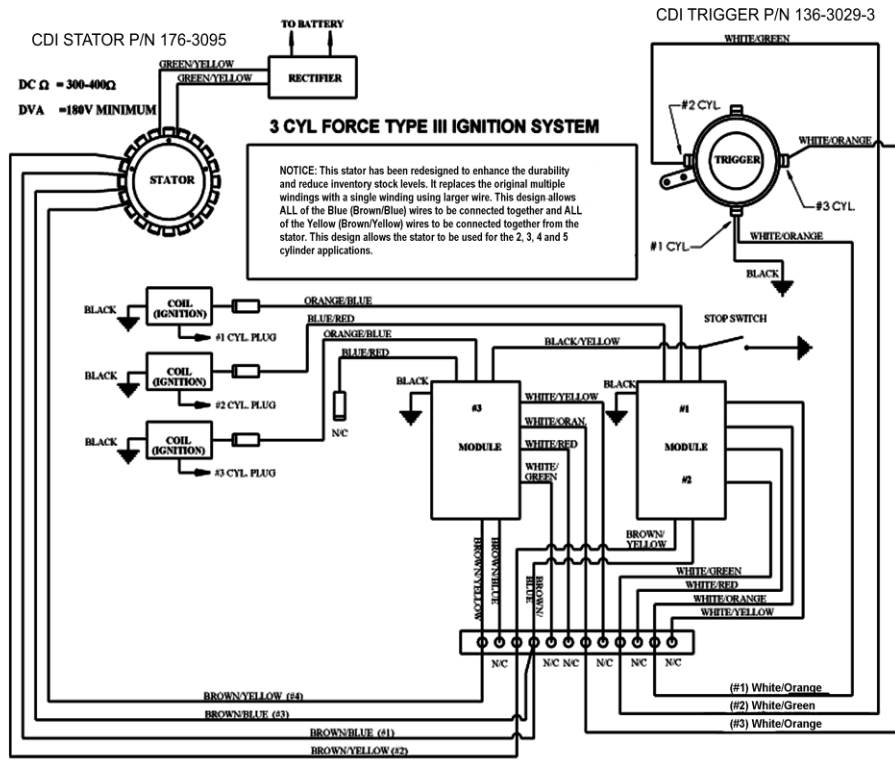 CDI TRIGGER P/N 136-3029-3
TO BATTERY
CDI STATOR P/N 176-3095
WHITE/GREEN
GREEN/YELLOW
GREEN/YELLOW
RECTIFIER
DC Ω = 300-400Ω
DVA =180V MINIMUM
3 CYL FORCE TYPE III IGNITION SYSTEM
#2 CYL.
WHITE/ORANGE
TRIGGER
STATOR
NOTICE: This stator has been redesigned to enhance the durability
and reduce inventory stock levels. It replaces the original multiple
windings with a single winding using larger wire. This design allows
ALL of the Blue (Brown/Blue) wires to be connected together and ALL
of the Yellow (Brown/Yellow) wires to be connected together from the
stator. This design allows the stator to be used for the 2, 3, 4 and 5
cylinder applications.
#3 CYL.
#1 CYL.
WHITE/ORANGE
BLACK
BLACK
COIL
(IGNITION)
ORANGE/BLUE
#1 CYL. PLUG
BLUE/RED
STOP SWITCH
ORANGE/BLUE
BLACK/YELLOW
BLUE/RED
BLACK
COIL
(IGNITION)
#2 CYL. PLUG
BLACK
BLACK
#3
MODULE
WHITE/YELLOW
WHITE/ORAN.
WHITE/RED
WHITE/
GREEN
#1
MODULE
#2
N/C
BLACK
COIL
(IGNITION)
#3 CYL. PLUG
BROWN/YELLOW
BROWN/BLUE
BROWN/
BLUE
BROWN/
YELLOW
WHITE/GREEN
WHITE/RED
WHITE/ORANGE
WHITE/YELLOW
N/C
N/C
N/C
N/C
N/C
N/C
BROWN/YELLOW (#4)
(#1) White/Orange
BROWN/BLUE (#3)
(#2) White/Green
BROWN/BLUE (#1)
(#3) White/Orange
BROWN/YELLOW (#2)